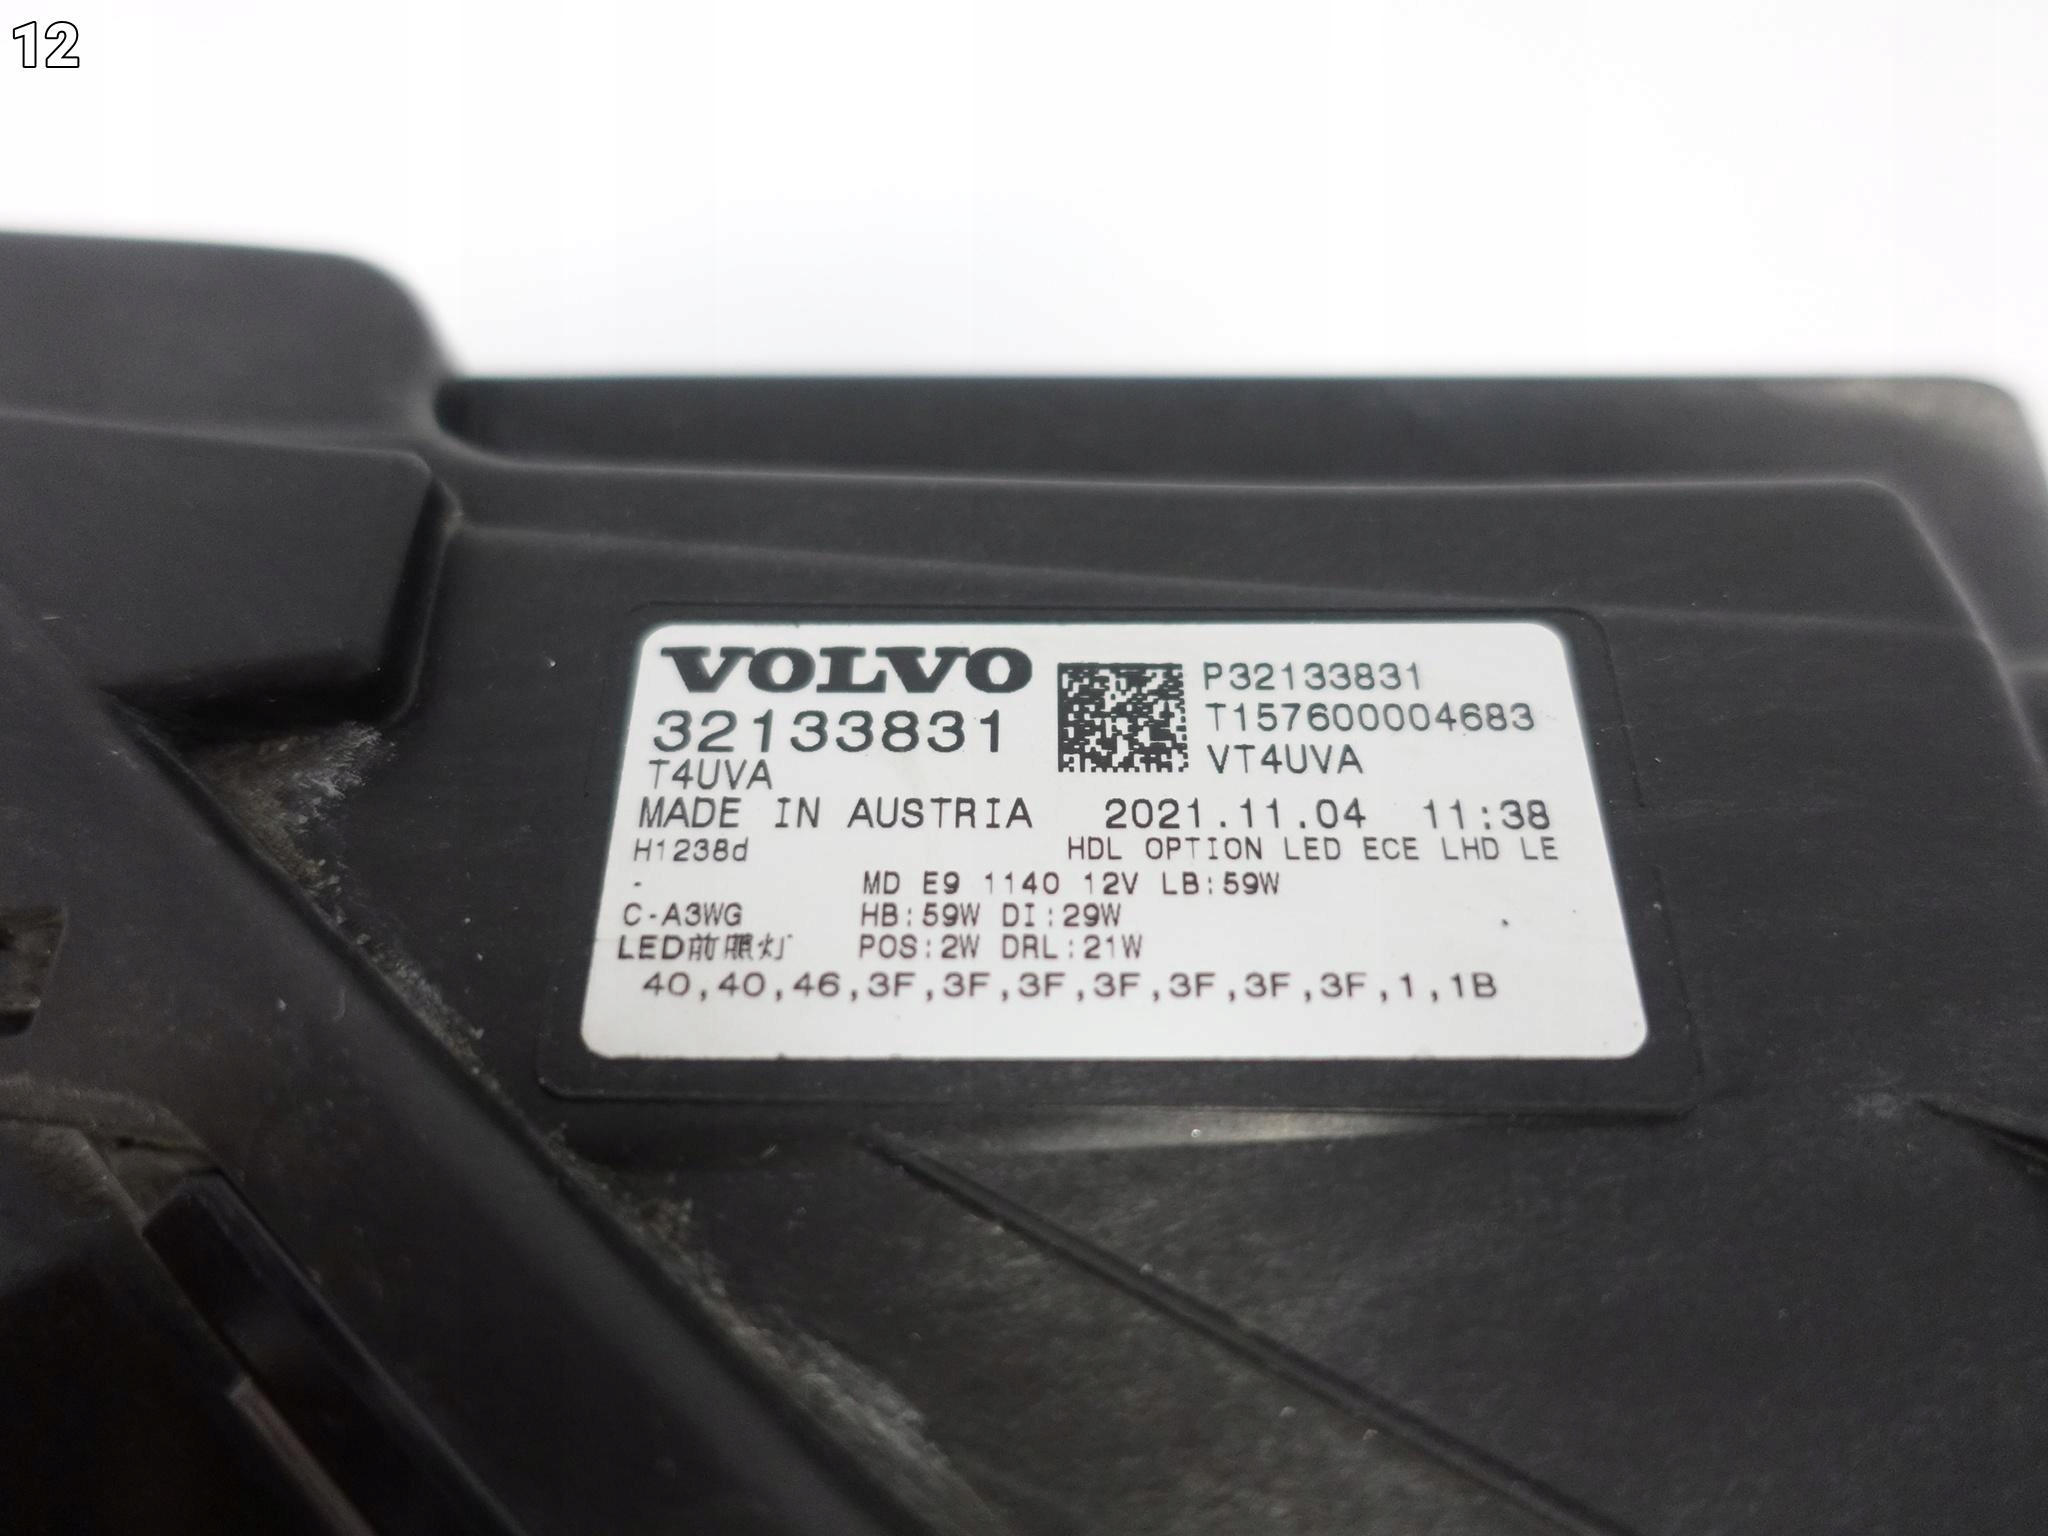 12
VOLVO
32133831
T4UVA
P32133831
T157600004683
VT4UVA
MADE IN AUSTRIA 2021.11.04 11:38
H1238d HDL OPTION LED ECE LHD LE
MD E9 1140 12V LB:59W
C-A3WG HB:59W DI:29W
LED前照灯 POS:2W DRL:21W
40,40,46,3F,3F,3F,3F,3F,3F,3F,1,1B